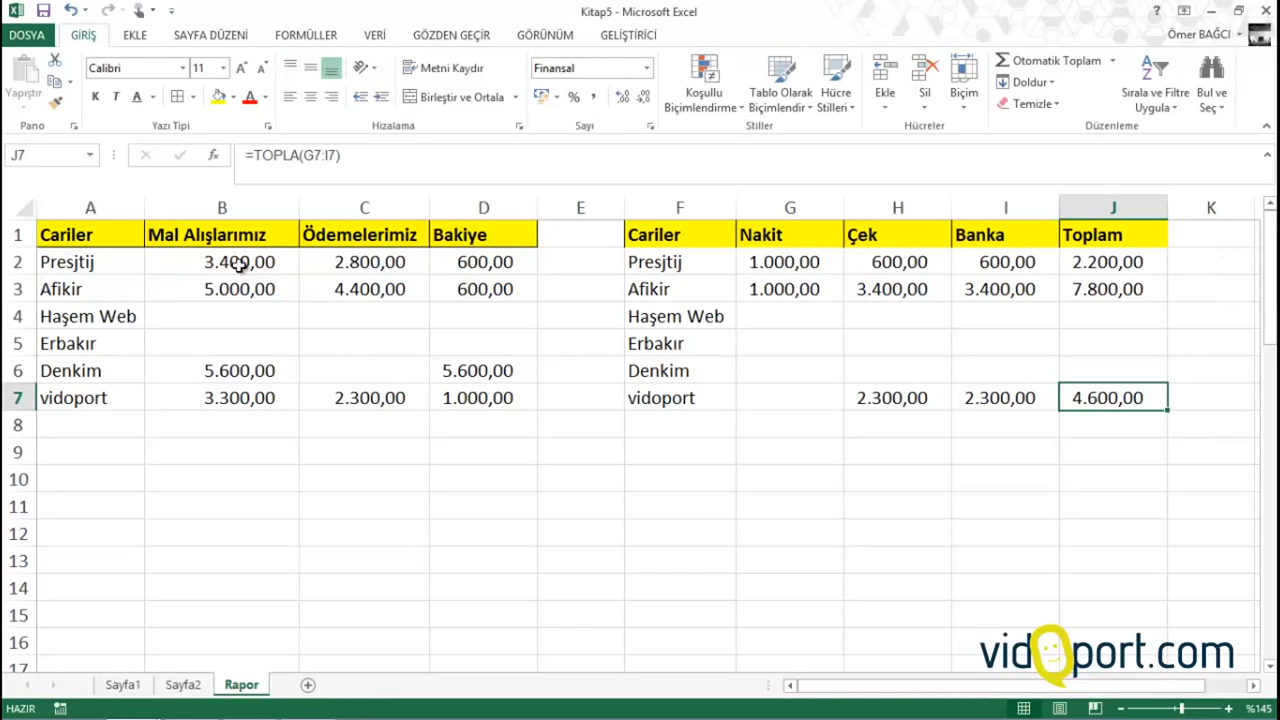 Kitap5 - Microsoft Excel
DOSYA GİRİŞ EKLE SAYFA DÜZENİ FORMÜLLER VERİ GÖZDEN GEÇİR GÖRÜNÜM GELİŞTİRİCİ Ömer BAĞCI
Yapıştır Calibri 11 Metni Kaydır Finansal Koşullu Biçimlendirme Tablo Olarak Biçimlendir Hücre Stilleri Ekle Sil Biçim Otomatik Toplam Sırala ve Filtre Uygula Bul ve Seç
K T A Birleştir ve Ortala % Doldur
Temizle
Pano Yazı Tipi Hizalama Sayı Stiller Hücreler Düzenleme
J7 fx =TOPLA(G7:I7)
A B C D E F G H I J K
1 Cariler Mal Alışlarımız Ödemelerimiz Bakiye Cariler Nakit Çek Banka Toplam
2 Presjtij 3.400,00 2.800,00 600,00 Presjtij 1.000,00 600,00 600,00 2.200,00
3 Afikir 5.000,00 4.400,00 600,00 Afikir 1.000,00 3.400,00 3.400,00 7.800,00
4 Haşem Web Haşem Web
5 Erbakır Erbakır
6 Denkim 5.600,00 5.600,00 Denkim
7 vidoport 3.300,00 2.300,00 1.000,00 vidoport 2.300,00 2.300,00 4.600,00
8
9
10
11
12
13
14
15
16
17
vidoport.com
Sayfa1 Sayfa2 Rapor
HAZIR %145